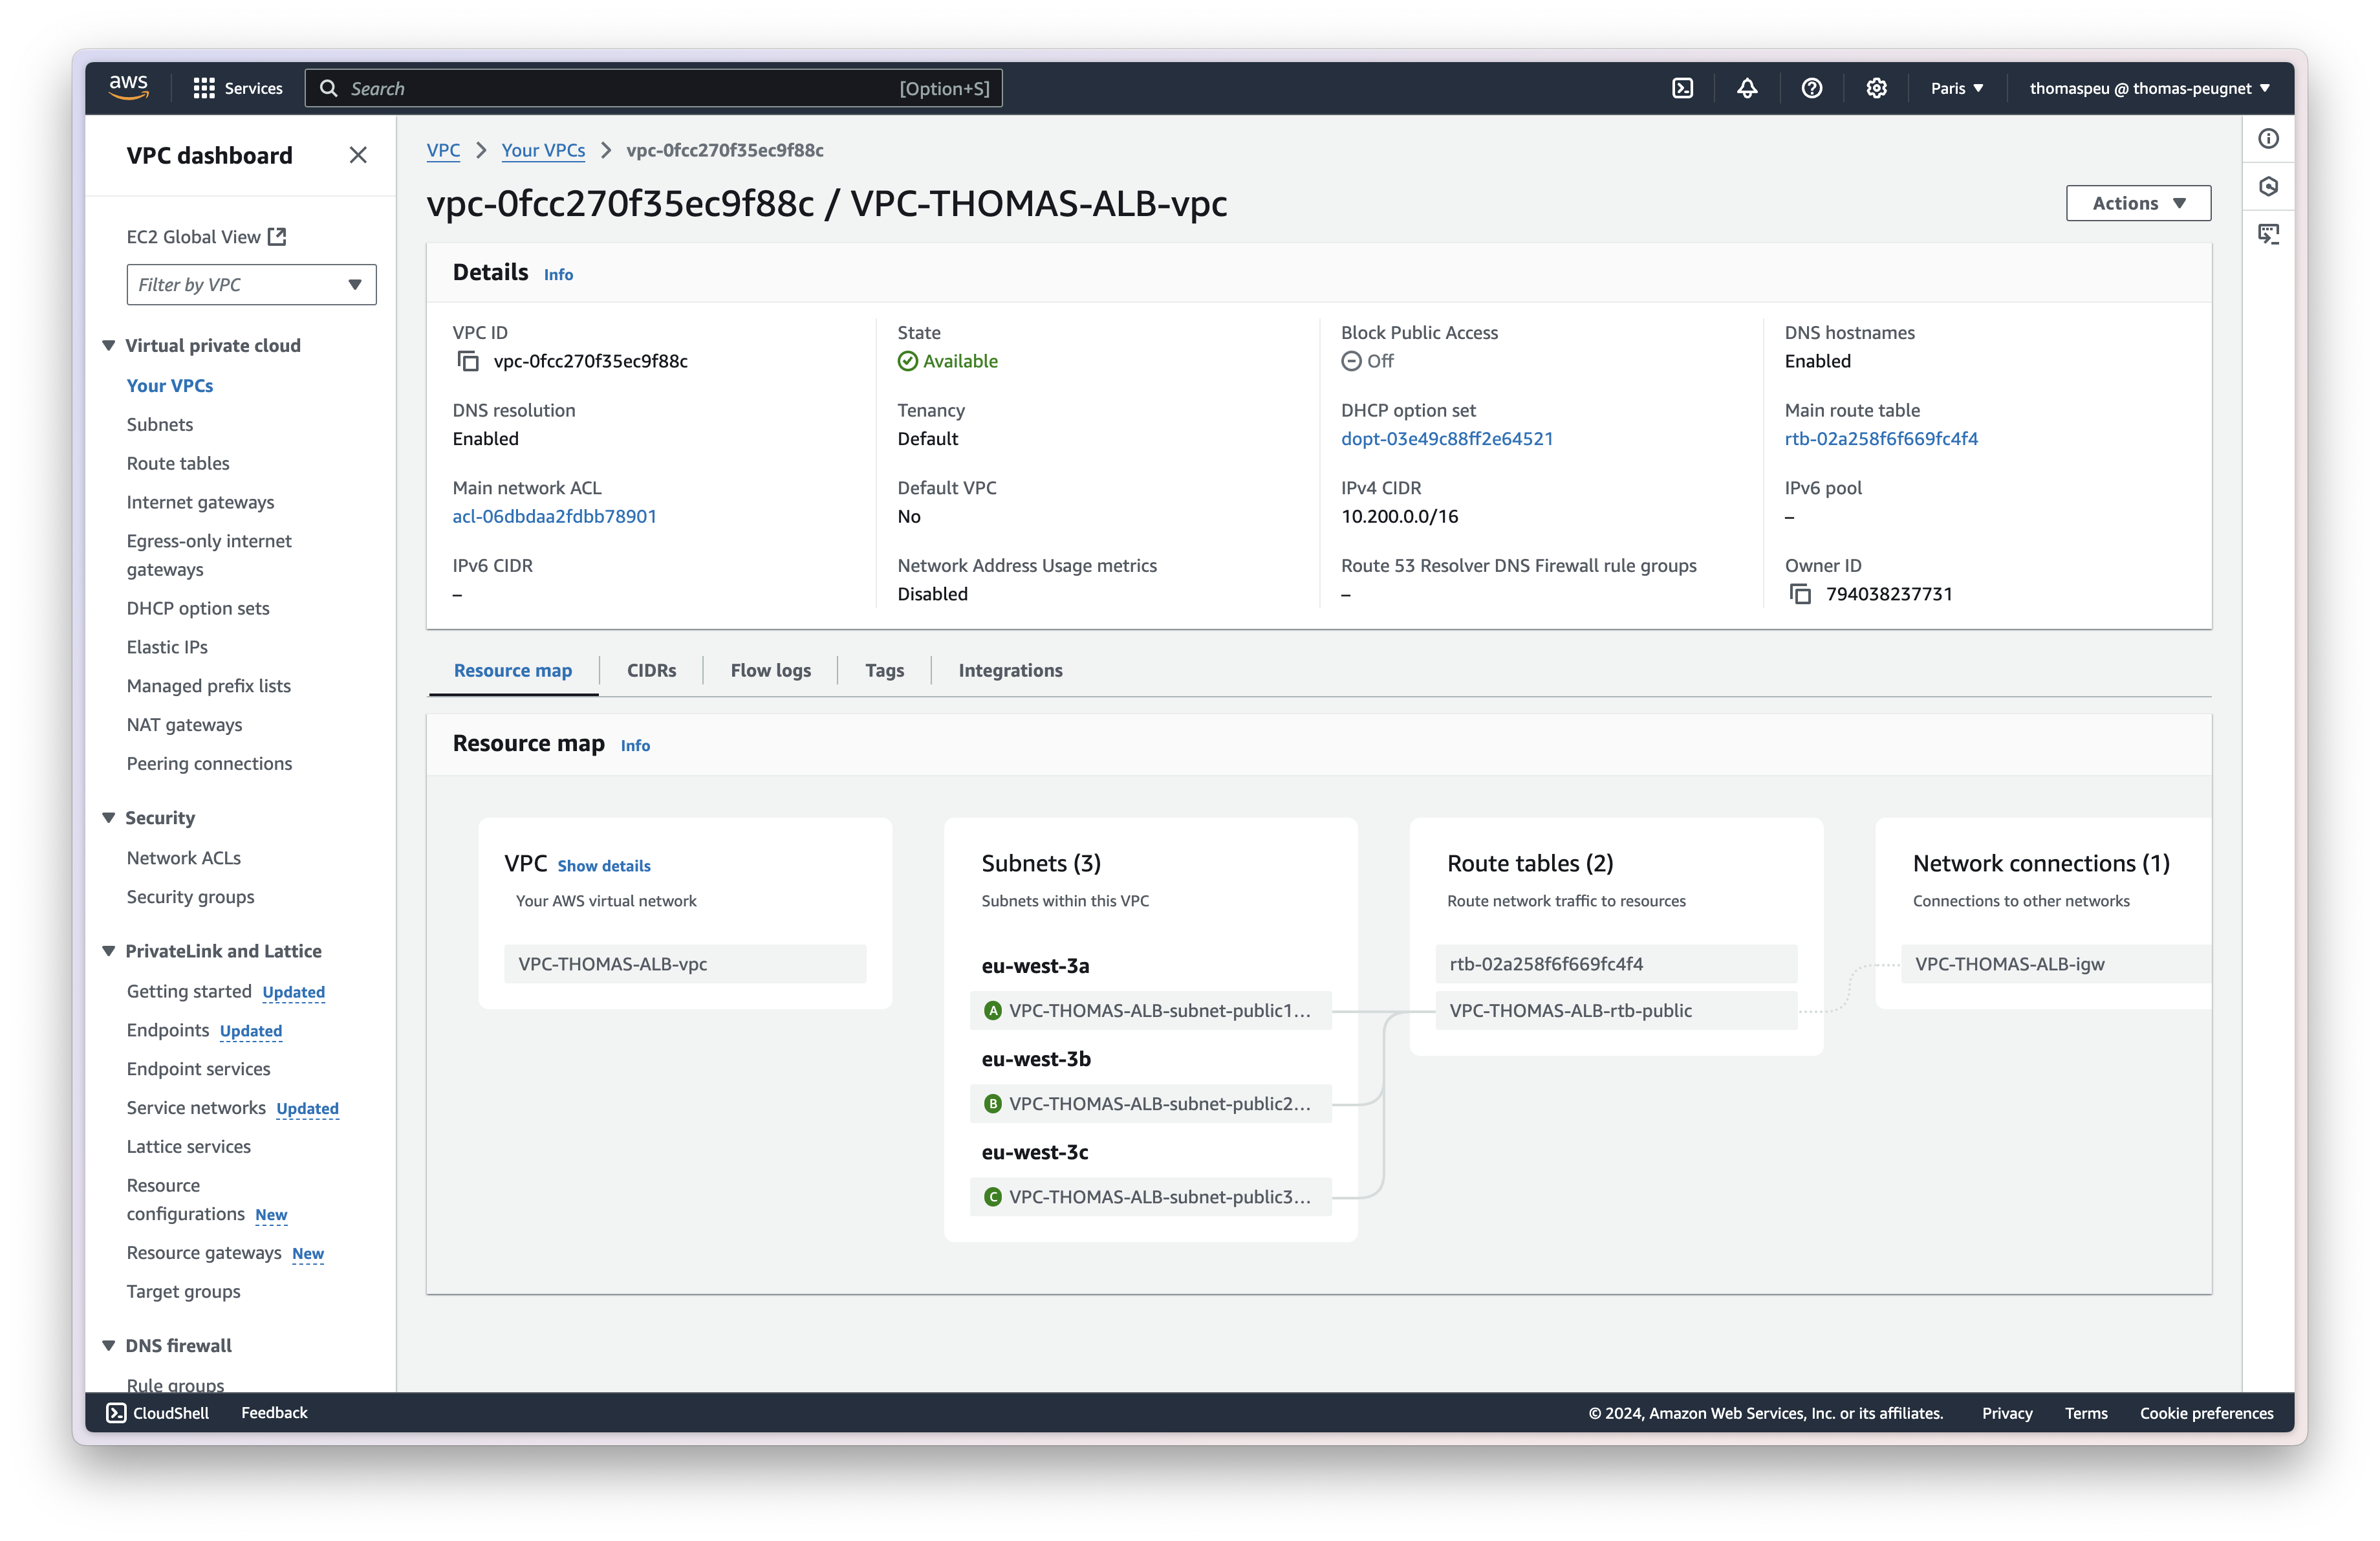 aws
Services
Search [Option+S]
Paris
thomaspeu @ thomas-peugnet
VPC dashboard
EC2 Global View
Filter by VPC
Virtual private cloud
Your VPCs
Subnets
Route tables
Internet gateways
Egress-only internet
gateways
DHCP option sets
Elastic IPs
Managed prefix lists
NAT gateways
Peering connections
Security
Network ACLs
Security groups
PrivateLink and Lattice
Getting started Updated
Endpoints Updated
Endpoint services
Service networks Updated
Lattice services
Resource
configurations New
Resource gateways New
Target groups
DNS firewall
Rule groups
VPC > Your VPCs > vpc-0fcc270f35ec9f88c
vpc-0fcc270f35ec9f88c / VPC-THOMAS-ALB-vpc
Actions
Details Info
VPC ID
vpc-0fcc270f35ec9f88c
State
Available
Block Public Access
Off
DNS hostnames
Enabled
DNS resolution
Enabled
Tenancy
Default
DHCP option set
dopt-03e49c88ff2e64521
Main route table
rtb-02a258f6f669fc4f4
Main network ACL
acl-06dbdaa2fdbb78901
Default VPC
No
IPv4 CIDR
10.200.0.0/16
IPv6 pool
–
IPv6 CIDR
–
Network Address Usage metrics
Disabled
Route 53 Resolver DNS Firewall rule groups
–
Owner ID
794038237731
Resource map
CIDRs
Flow logs
Tags
Integrations
Resource map Info
VPC Show details
Your AWS virtual network
VPC-THOMAS-ALB-vpc
Subnets (3)
Subnets within this VPC
eu-west-3a
A VPC-THOMAS-ALB-subnet-public1...
eu-west-3b
B VPC-THOMAS-ALB-subnet-public2...
eu-west-3c
C VPC-THOMAS-ALB-subnet-public3...
Route tables (2)
Route network traffic to resources
rtb-02a258f6f669fc4f4
VPC-THOMAS-ALB-rtb-public
Network connections (1)
Connections to other networks
VPC-THOMAS-ALB-igw
CloudShell
Feedback
© 2024, Amazon Web Services, Inc. or its affiliates.
Privacy
Terms
Cookie preferences